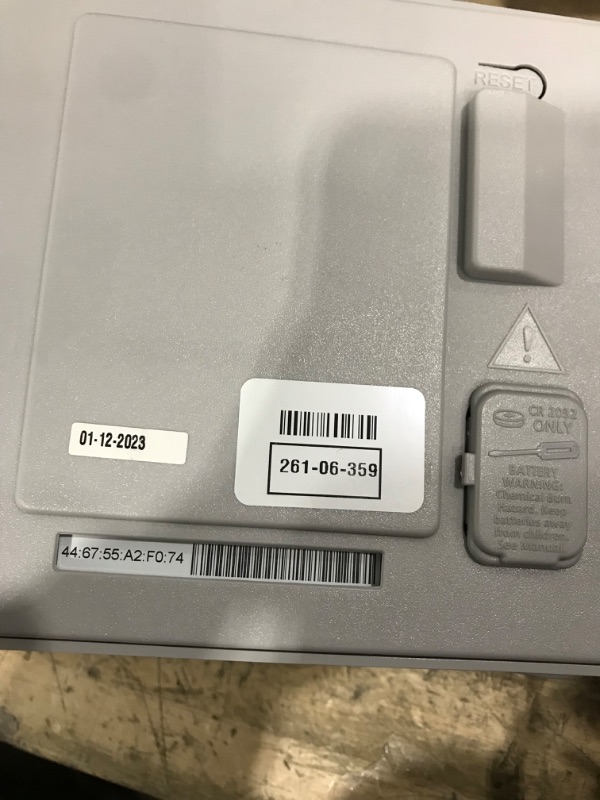 RESET
CR 2032
ONLY
BATTERY
WARNING:
Chemical Burn
Hazard. Keep
batteries away
from children.
See manual
01-12-2023
261-06-359
44:67:55:A2:F0:74